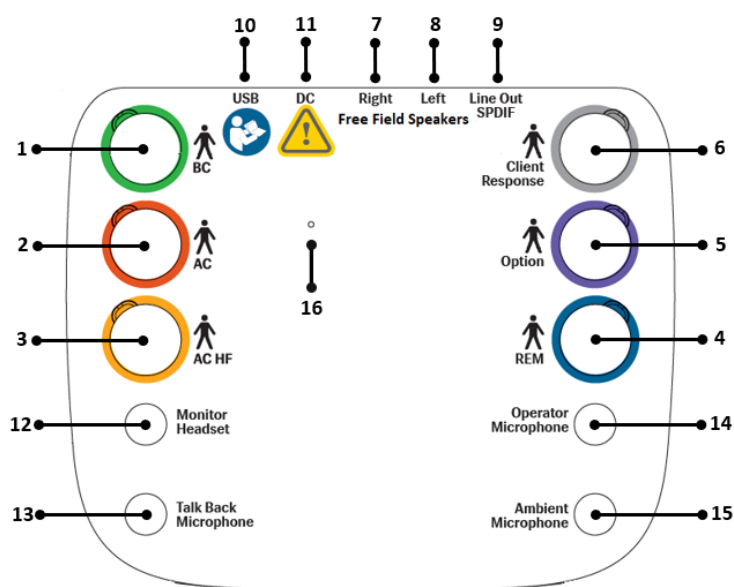 10 11 7 8 9
USB DC Right Left Line Out
SPDIF
Free Field Speakers
1
BC
6
Client
Response
2
AC
5
Option
16
3
AC HF
4
REM
12
Monitor
Headset
Operator
Microphone
14
13
Talk Back
Microphone
Ambient
Microphone
15